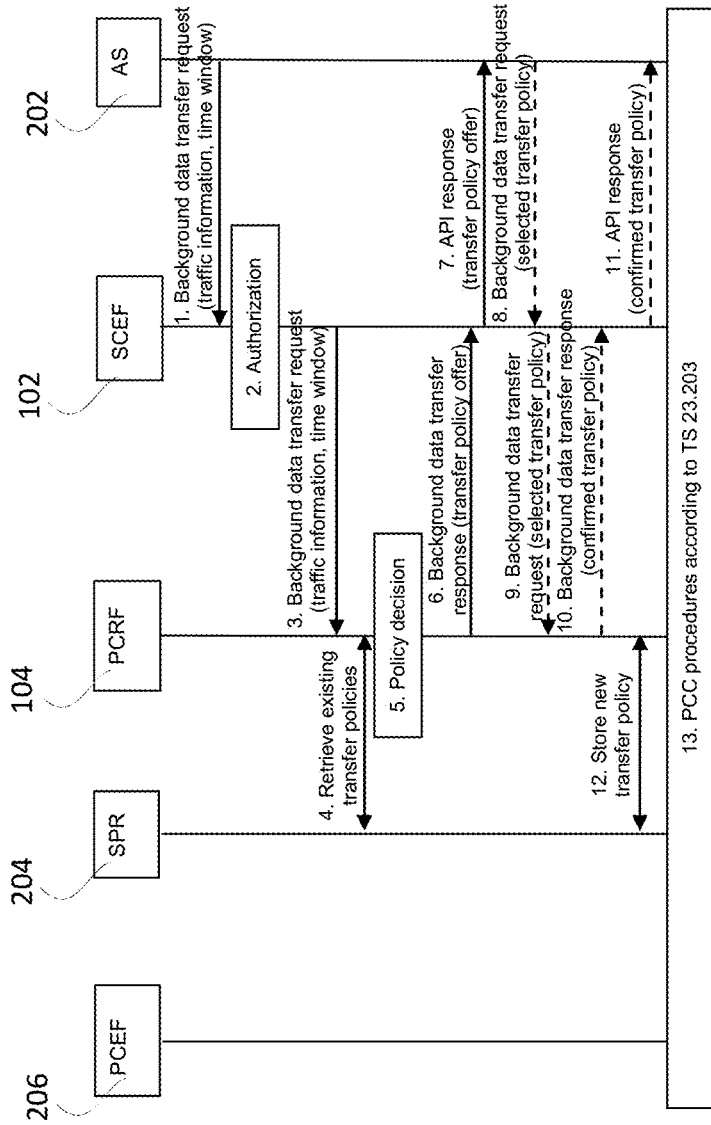 206
204
104
102
202
PCEF
SPR
PCRF
SCEF
AS
1. Background data transfer request
(traffic information, time window)
2. Authorization
3. Background data transfer request
(traffic information, time window)
4. Retrieve existing
transfer policies
5. Policy decision
6. Background data transfer
response (transfer policy offer)
7. API response
(transfer policy offer)
8. Background data transfer request
(selected transfer policy)
9. Background data transfer
request (selected transfer policy)
10. Background data transfer response
(confirmed transfer policy)
11. API response
(confirmed transfer policy)
12. Store new
transfer policy
13. PCC procedures according to TS 23.203